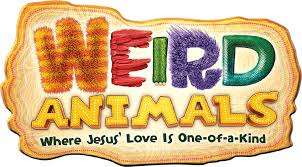 WEIRD
ANIMALS
Where Jesus' Love Is One-of-a-Kind